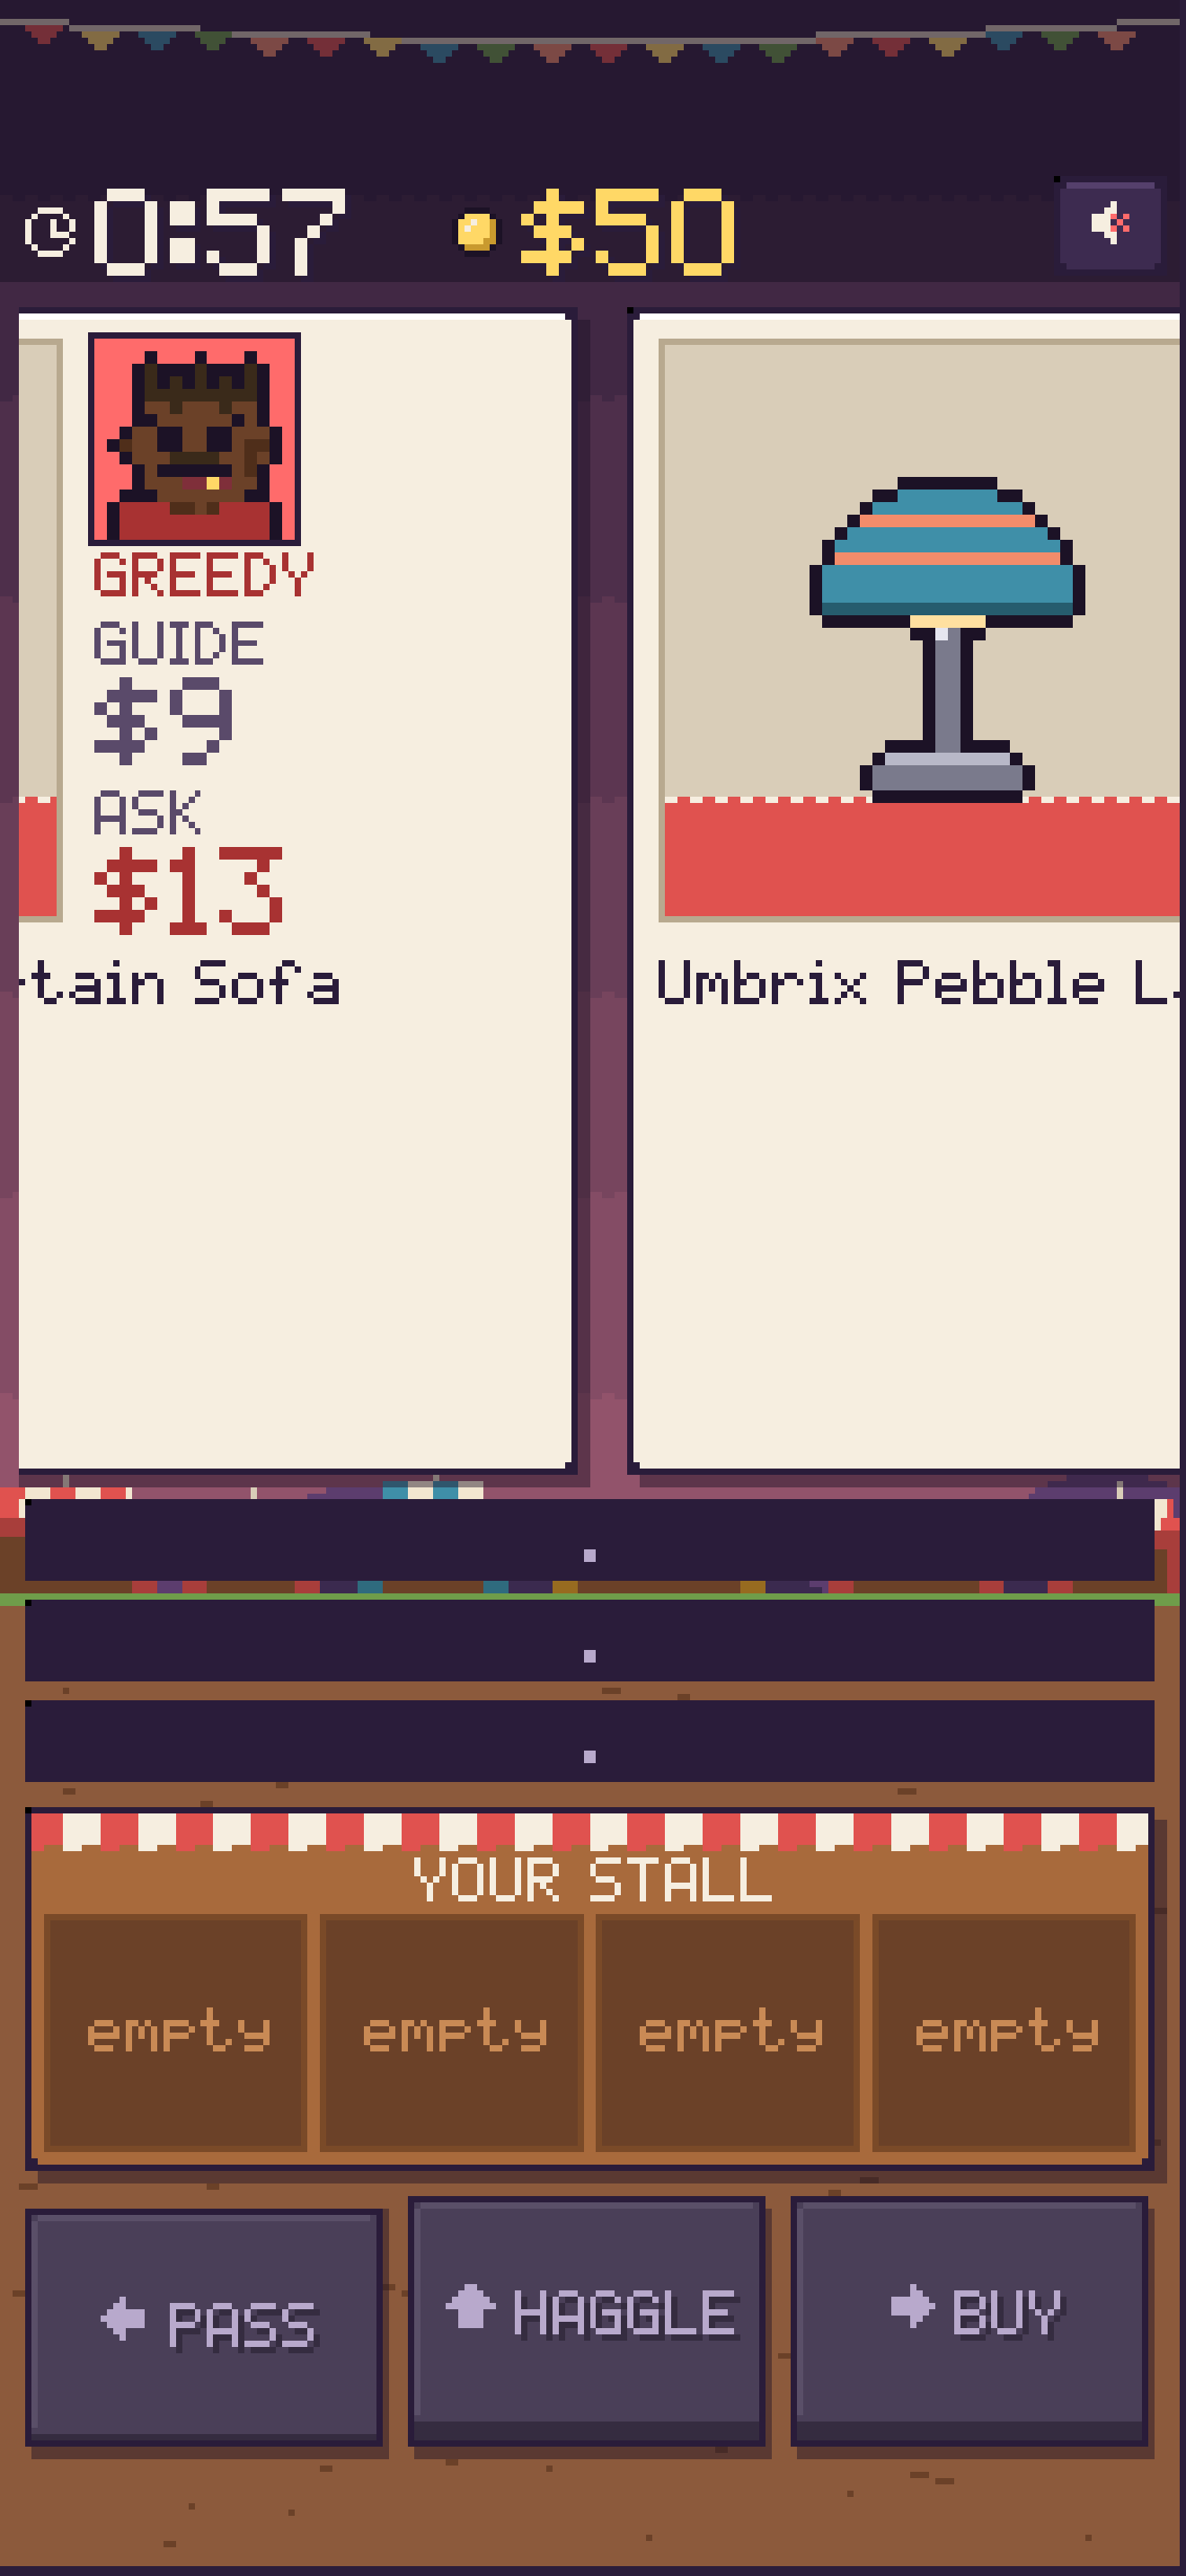 0:57
$50
GREEDY
GUIDE
$9
ASK
$13
tain Sofa
Umbrix Pebble L.
.
.
.
YOUR STALL
empty empty empty empty
PASS HAGGLE BUY